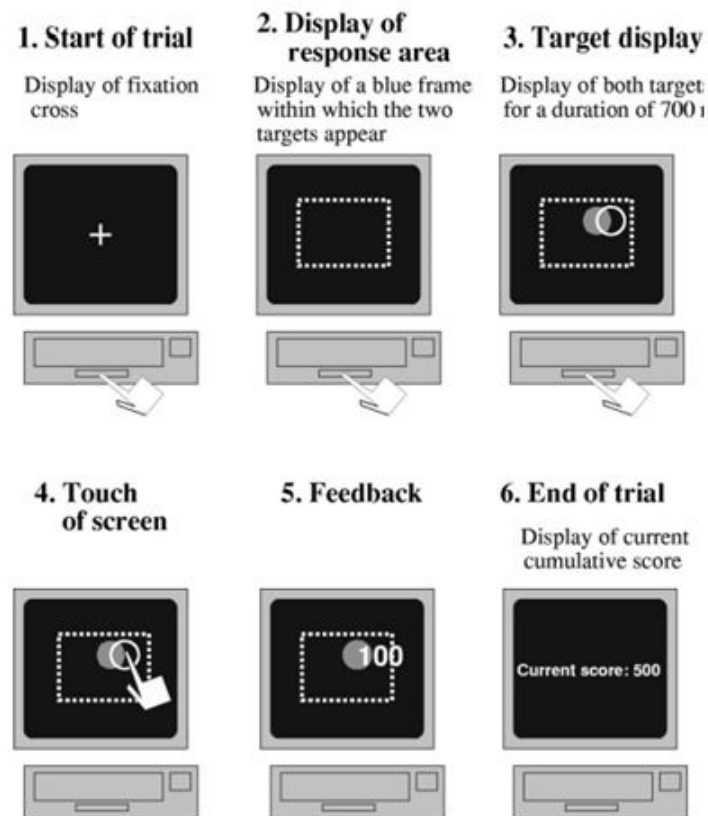 1. Start of trial
Display of fixation
cross
2. Display of
response area
Display of a blue frame
within which the two
targets appear
3. Target display
Display of both target
for a duration of 700
4. Touch
of screen
5. Feedback
100
6. End of trial
Display of current
cumulative score
Current score: 500